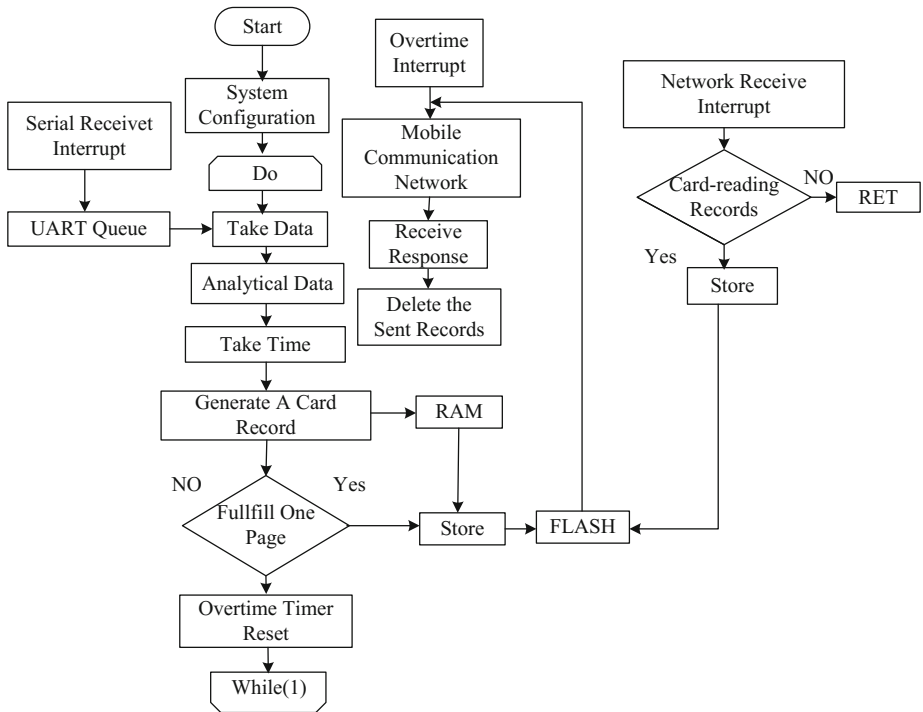 Start
System
Configuration
Do
Serial Receivet
Interrupt
UART Queue
Take Data
Analytical Data
Take Time
Generate A Card
Record
RAM
NO
Yes
Fullfill One
Page
Store
FLASH
Overtime Timer
Reset
While(1)
Overtime
Interrupt
Mobile
Communication
Network
Receive
Response
Delete the
Sent Records
Network Receive
Interrupt
Card-reading
Records
NO
RET
Yes
Store